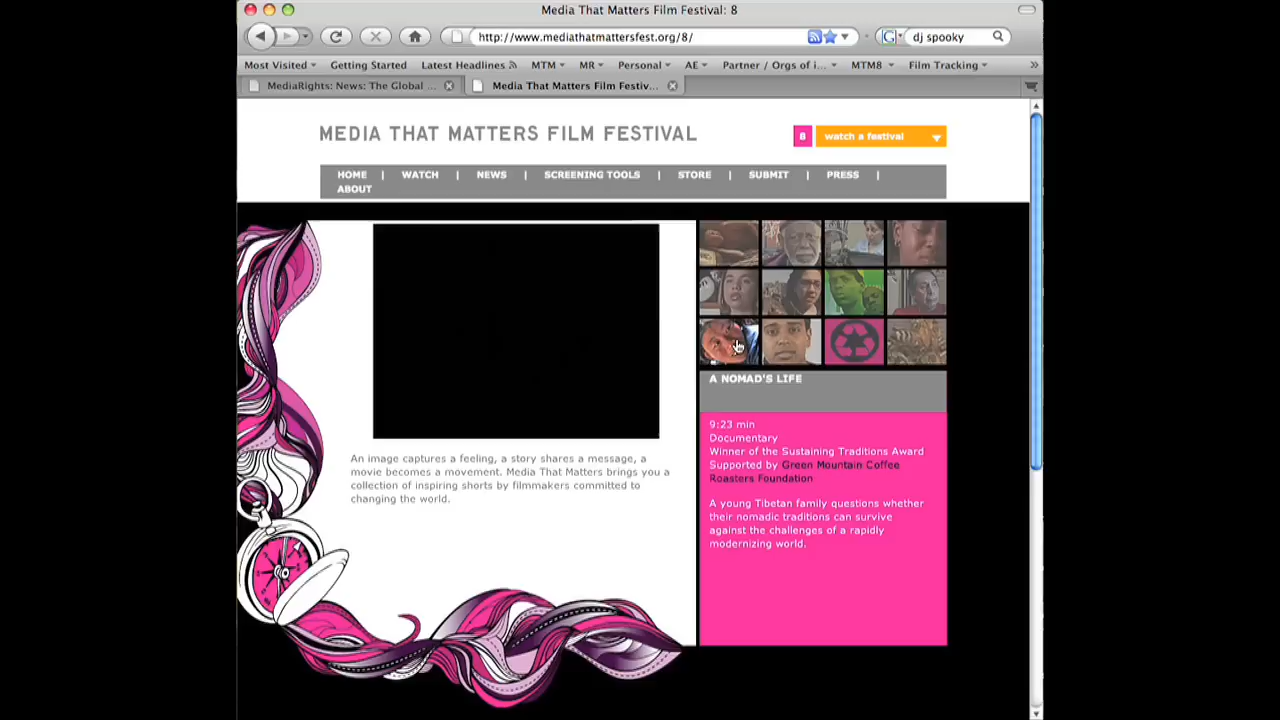 Media That Matters Film Festival: 8
http://www.mediathatmattersfest.org/8/
G
dj spooky
Most Visited
Getting Started
Latest Headlines
MTM
MR
Personal
AE
Partner / Orgs of i...
MTM8
Film Tracking
»
MediaRights: News: The Global ...
Media That Matters Film Festiv...
MEDIA THAT MATTERS FILM FESTIVAL
8
watch a festival
HOME | WATCH | NEWS | SCREENING TOOLS | STORE | SUBMIT | PRESS |
ABOUT
A NOMAD'S LIFE
9:23 min
Documentary
Winner of the Sustaining Traditions Award
Supported by Green Mountain Coffee
Roasters Foundation
A young Tibetan family questions whether
their nomadic traditions can survive
against the challenges of a rapidly
modernizing world.
An image captures a feeling, a story shares a message, a
movie becomes a movement. Media That Matters brings you a
collection of inspiring shorts by filmmakers committed to
changing the world.